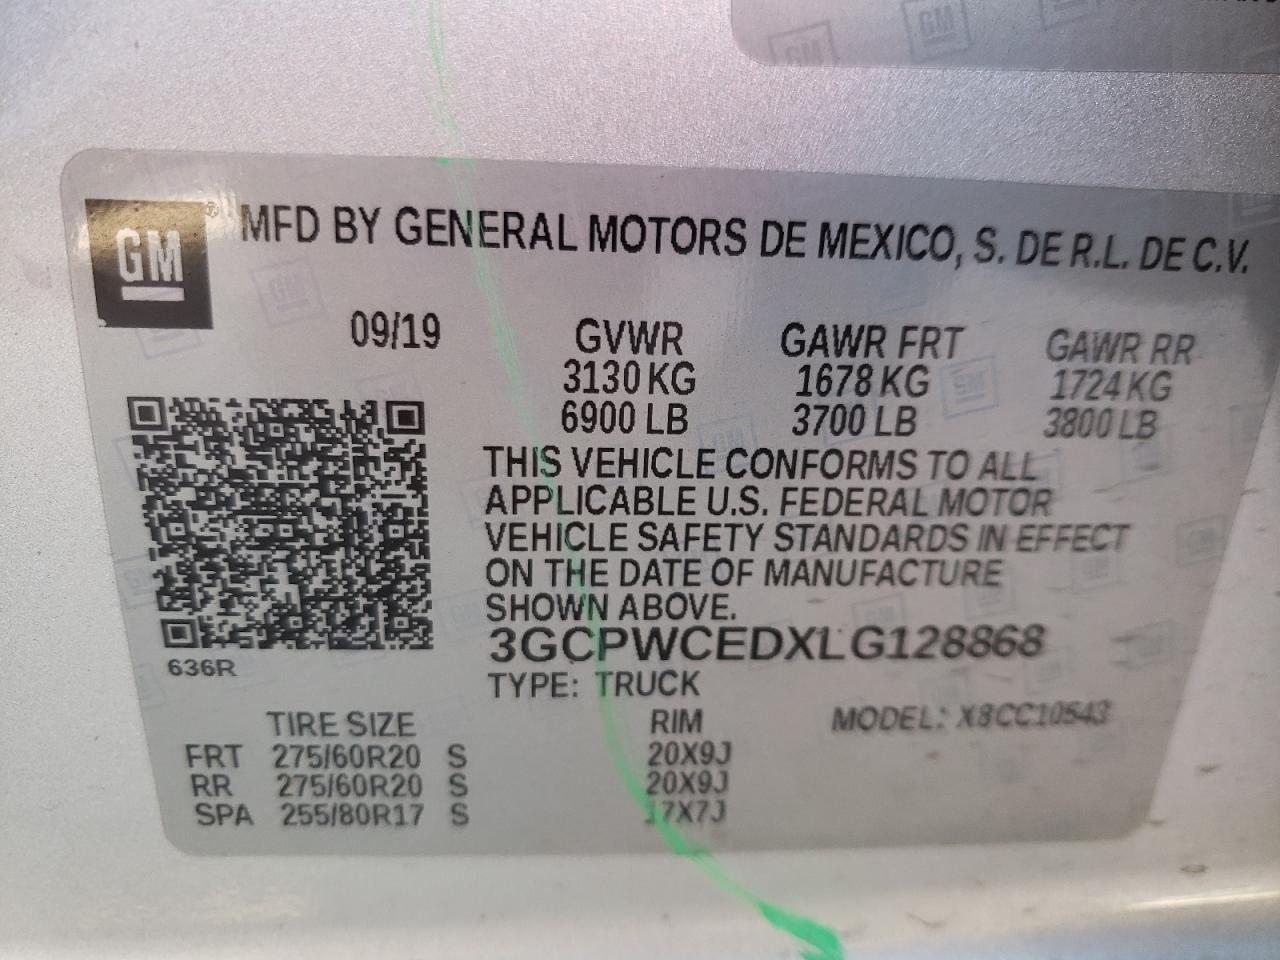 GM
MFD BY GENERAL MOTORS DE MEXICO, S. DE R.L. DE C.V.
09/19 GVWR GAWR FRT GAWR RR
3130 KG 1678 KG 1724 KG
6900 LB 3700 LB 3800 LB
THIS VEHICLE CONFORMS TO ALL
APPLICABLE U.S. FEDERAL MOTOR
VEHICLE SAFETY STANDARDS IN EFFECT
ON THE DATE OF MANUFACTURE
SHOWN ABOVE.
3GCPWCEDXLG128868
636R
TYPE: TRUCK
TIRE SIZE RIM MODEL: X8CC10543
FRT 275/60R20 S 20X9J
RR 275/60R20 S 20X9J
SPA 255/80R17 S 17X7J